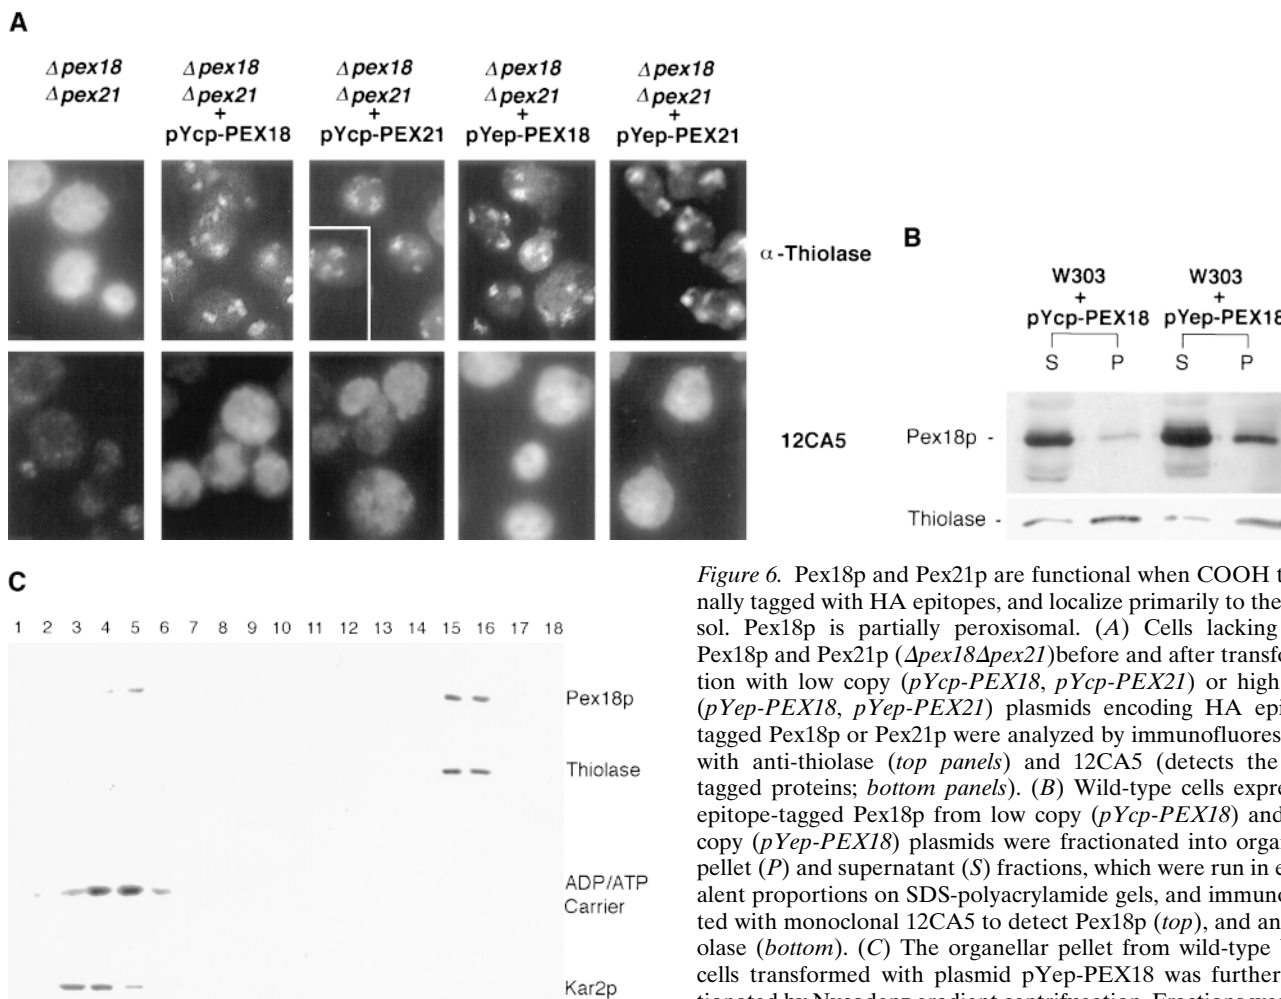 A
Δpex18 Δpex18 Δpex18 Δpex18 Δpex18
Δpex21 Δpex21 Δpex21 Δpex21 Δpex21
+ + + +
pYcp-PEX18 pYcp-PEX21 pYep-PEX18 pYep-PEX21
α-Thiolase
12CA5
B
W303 W303
+ +
pYcp-PEX18 pYep-PEX18
S P S P
Pex18p -
Thiolase -
C
1 2 3 4 5 6 7 8 9 10 11 12 13 14 15 16 17 18
Pex18p
Thiolase
ADP/ATP
Carrier
Kar2p
Figure 6. Pex18p and Pex21p are functional when COOH t
nally tagged with HA epitopes, and localize primarily to the
sol. Pex18p is partially peroxisomal. (A) Cells lacking
Pex18p and Pex21p (Δpex18Δpex21)before and after transfo
tion with low copy (pYcp-PEX18, pYcp-PEX21) or high
(pYep-PEX18, pYep-PEX21) plasmids encoding HA epi
tagged Pex18p or Pex21p were analyzed by immunofluores
with anti-thiolase (top panels) and 12CA5 (detects the
tagged proteins; bottom panels). (B) Wild-type cells expre
epitope-tagged Pex18p from low copy (pYcp-PEX18) and
copy (pYep-PEX18) plasmids were fractionated into orga
pellet (P) and supernatant (S) fractions, which were run in e
alent proportions on SDS-polyacrylamide gels, and immuno
ted with monoclonal 12CA5 to detect Pex18p (top), and an
olase (bottom). (C) The organellar pellet from wild-type
cells transformed with plasmid pYep-PEX18 was further